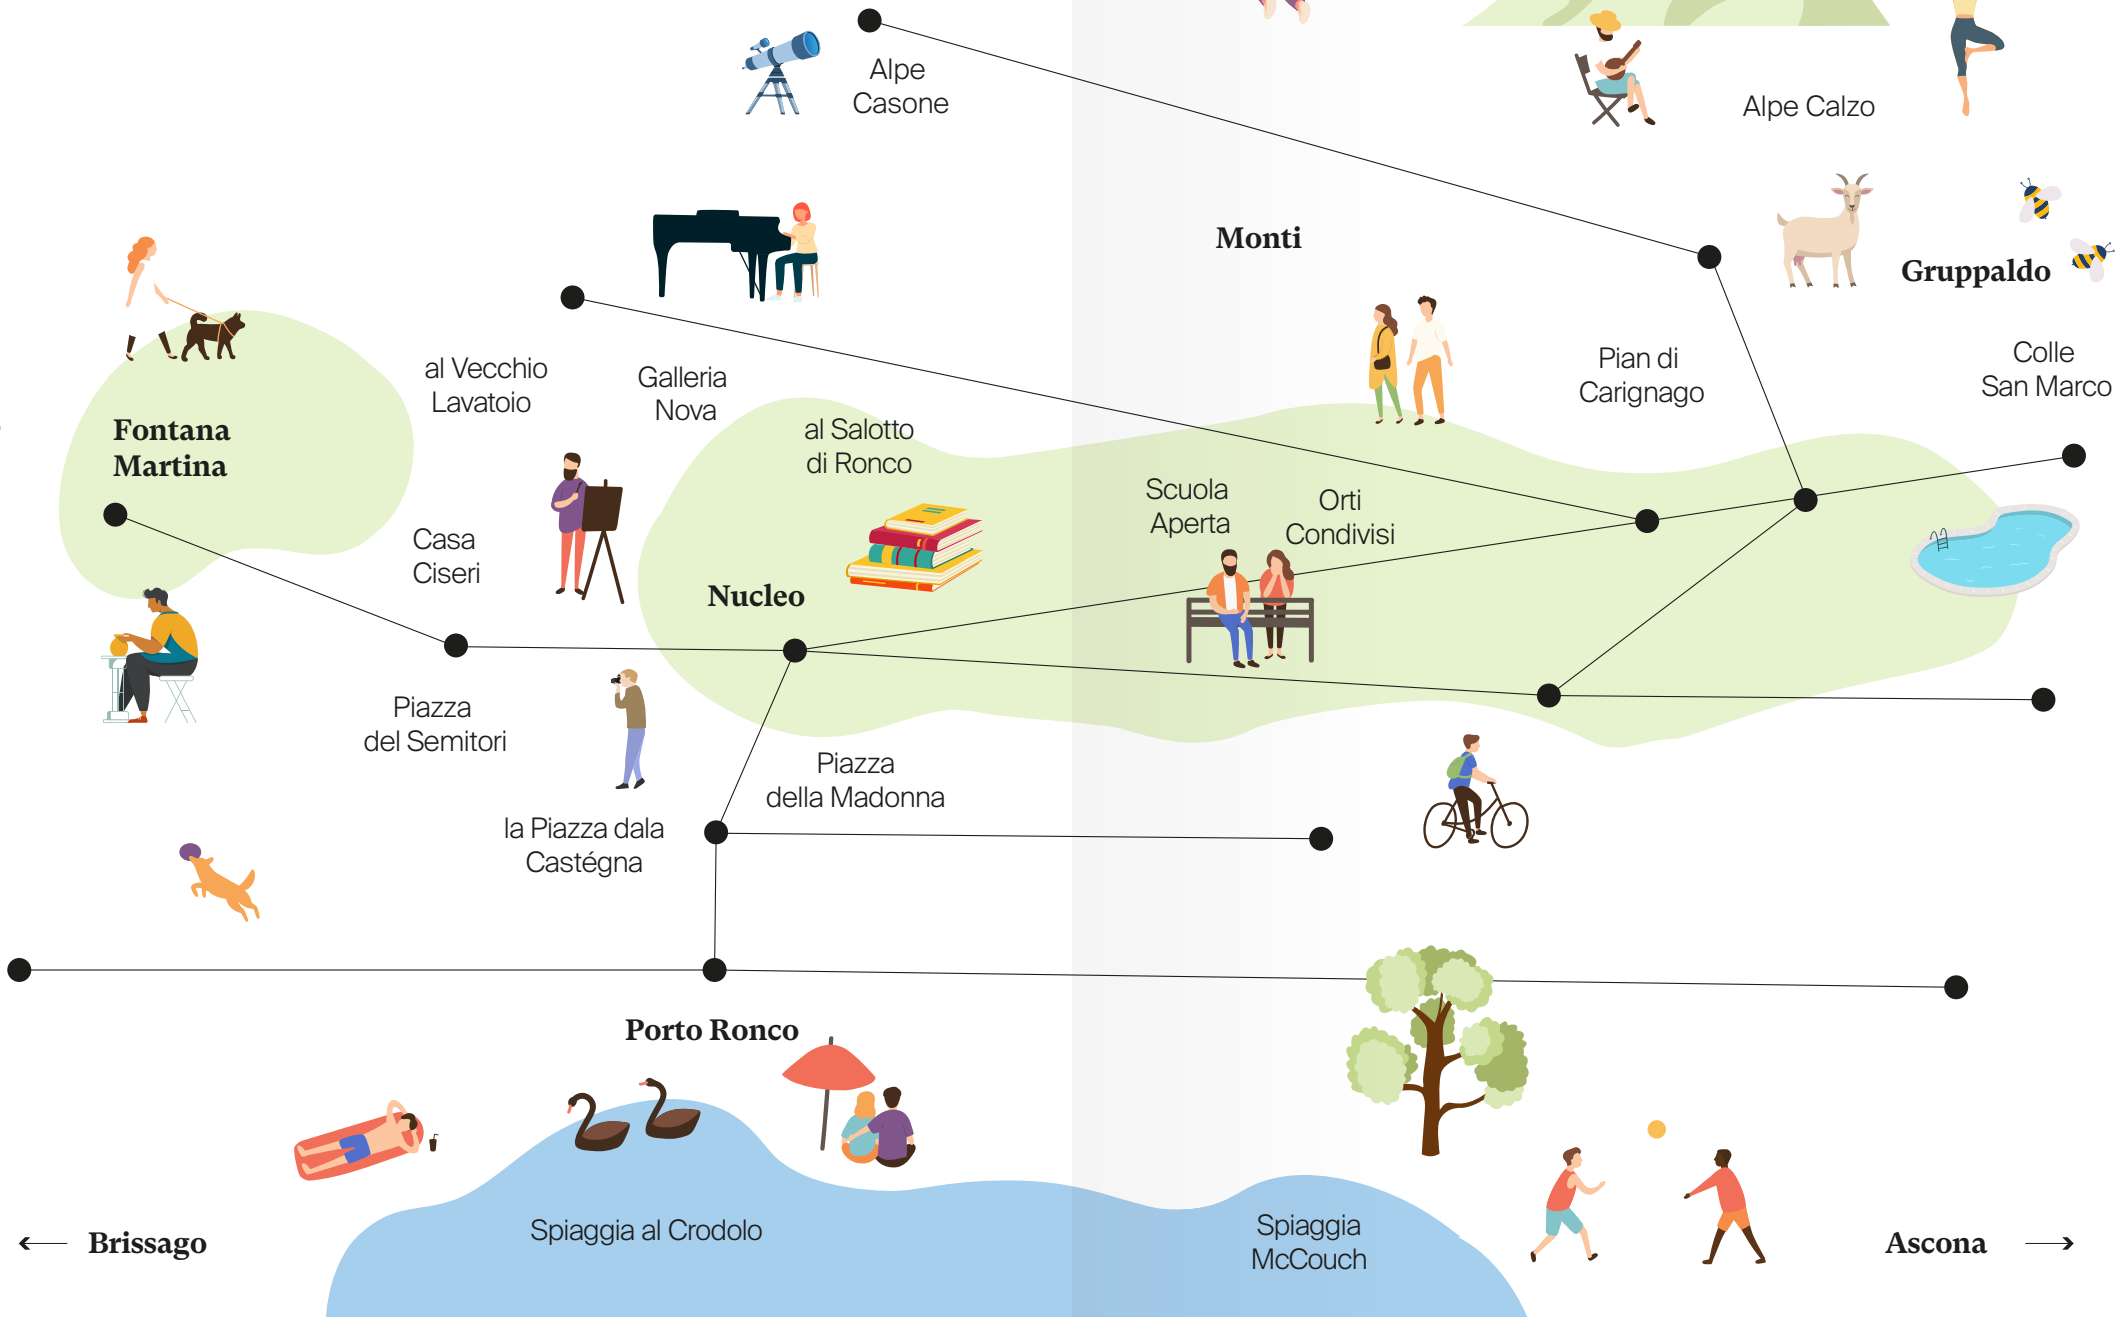 Alpe
Casone
Alpe Calzo
Monti
Gruppaldo
al Vecchio
Lavatoio
Galleria
Nova
Pian di
Carignago
Colle
San Marco
Fontana
Martina
al Salotto
di Ronco
Scuola
Aperta
Orti
Condivisi
Casa
Ciseri
Nucleo
Piazza
del Semitori
Piazza
della Madonna
la Piazza dala
Castégna
Porto Ronco
Spiaggia al Crodolo
Spiaggia
McCouch
Brissago
Ascona